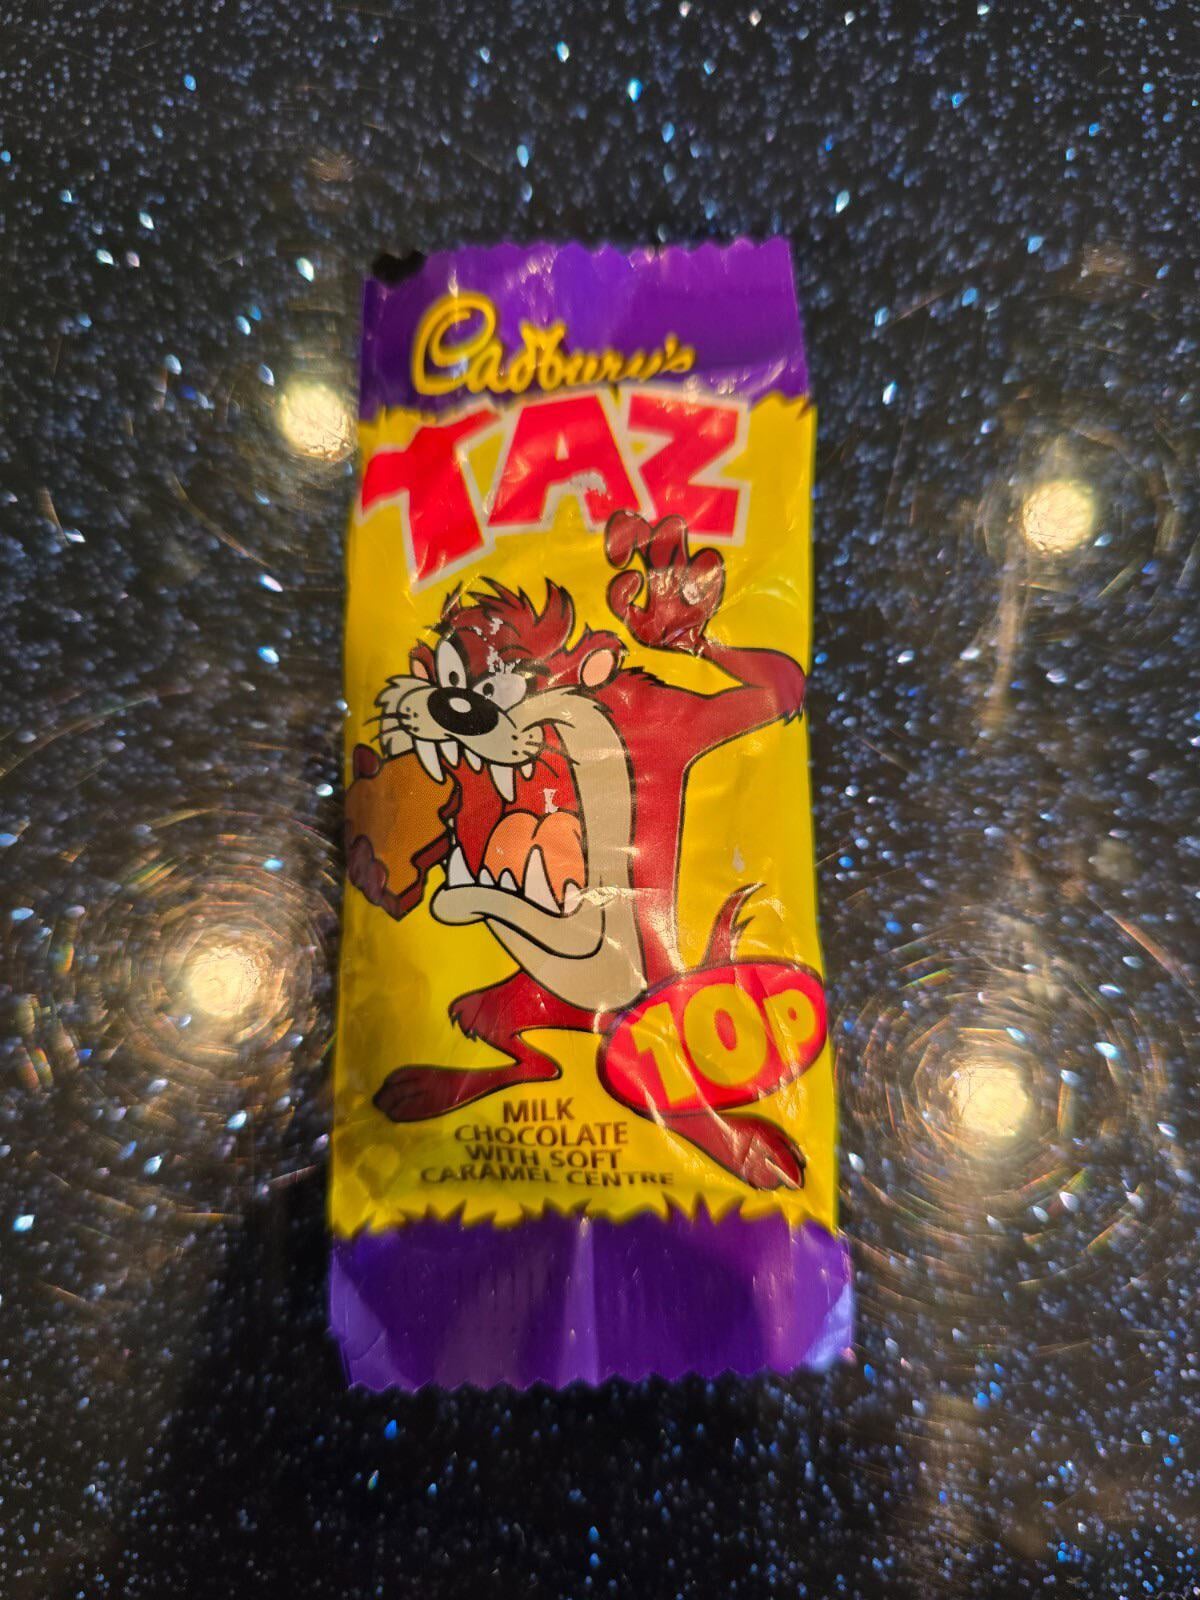 Cadbury's
TAZ
10p
MILK
CHOCOLATE
WITH SOFT
CARAMEL CENTRE